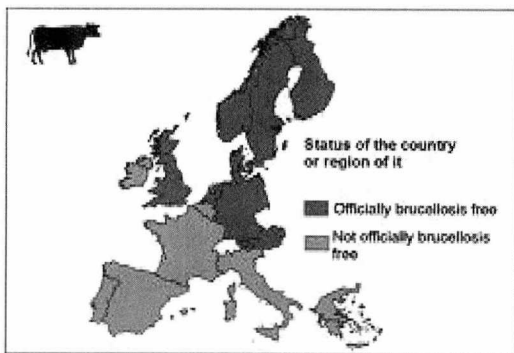 Status of the country
or region of it
Officially brucellosis free
Not officially brucellosis
free